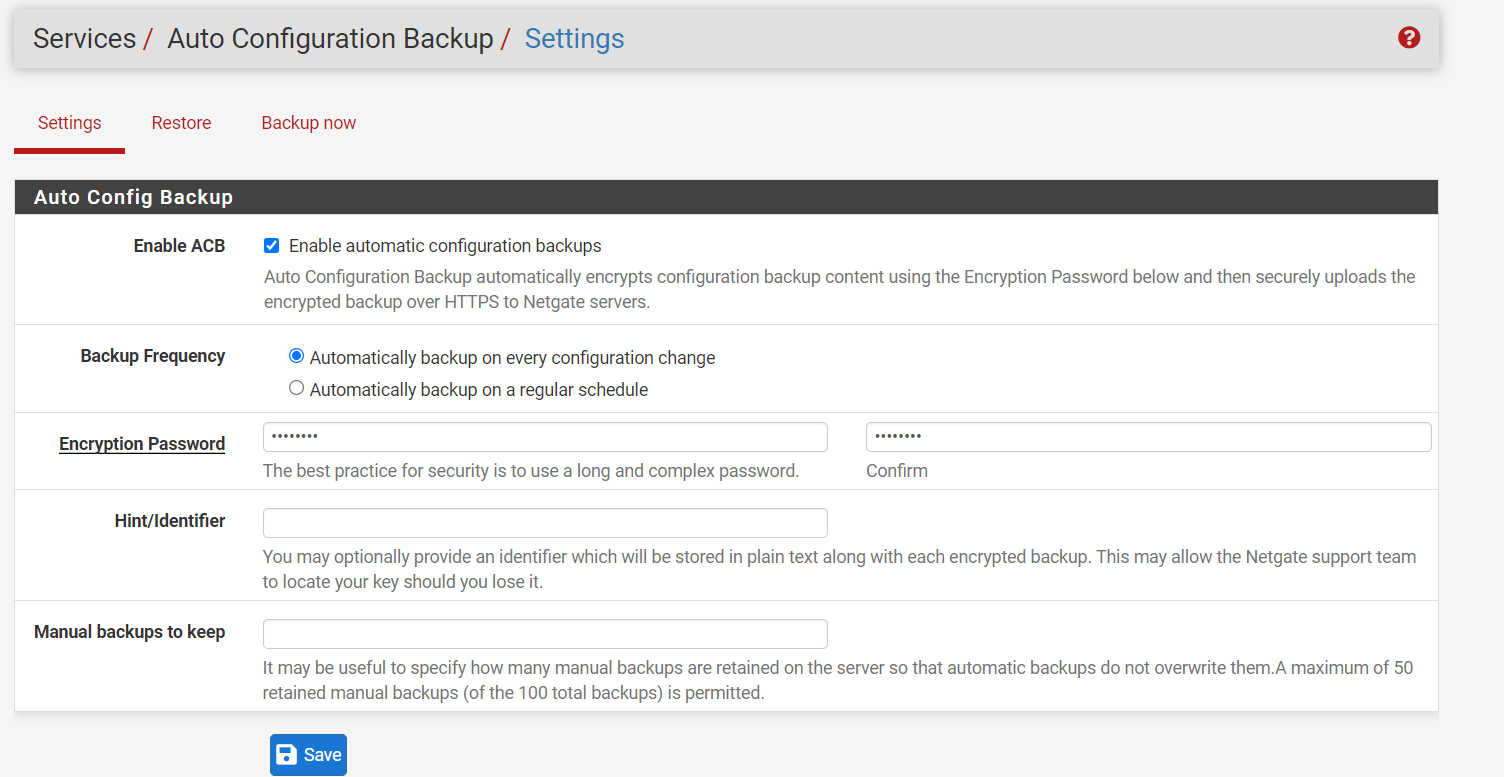 Services / Auto Configuration Backup / Settings
Settings Restore Backup now
Auto Config Backup
Enable ACB Enable automatic configuration backups
Auto Configuration Backup automatically encrypts configuration backup content using the Encryption Password below and then securely uploads the
encrypted backup over HTTPS to Netgate servers.
Backup Frequency Automatically backup on every configuration change
Automatically backup on a regular schedule
Encryption Password •••••••• ••••••••
The best practice for security is to use a long and complex password. Confirm
Hint/Identifier
You may optionally provide an identifier which will be stored in plain text along with each encrypted backup. This may allow the Netgate support team
to locate your key should you lose it.
Manual backups to keep
It may be useful to specify how many manual backups are retained on the server so that automatic backups do not overwrite them.A maximum of 50
retained manual backups (of the 100 total backups) is permitted.
Save